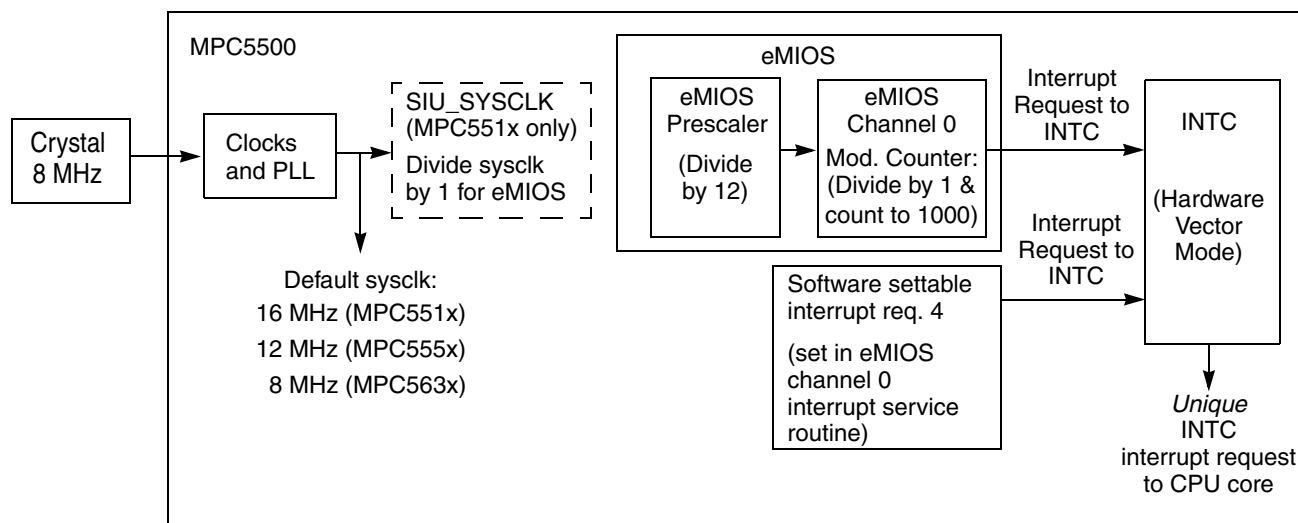 MPC5500
Crystal
8 MHz
Clocks
and PLL
SIU_SYSCLK
(MPC551x only)
Divide sysclk
by 1 for eMIOS
Default sysclk:
16 MHz (MPC551x)
12 MHz (MPC555x)
8 MHz (MPC563x)
eMIOS
eMIOS
Prescaler
(Divide
by 12)
eMIOS
Channel 0
Mod. Counter:
(Divide by 1 &
count to 1000)
Interrupt
Request to
INTC
Software settable
interrupt req. 4
(set in eMIOS
channel 0
interrupt service
routine)
Interrupt
Request to
INTC
INTC
(Hardware
Vector
Mode)
Unique
INTC
interrupt request
to CPU core